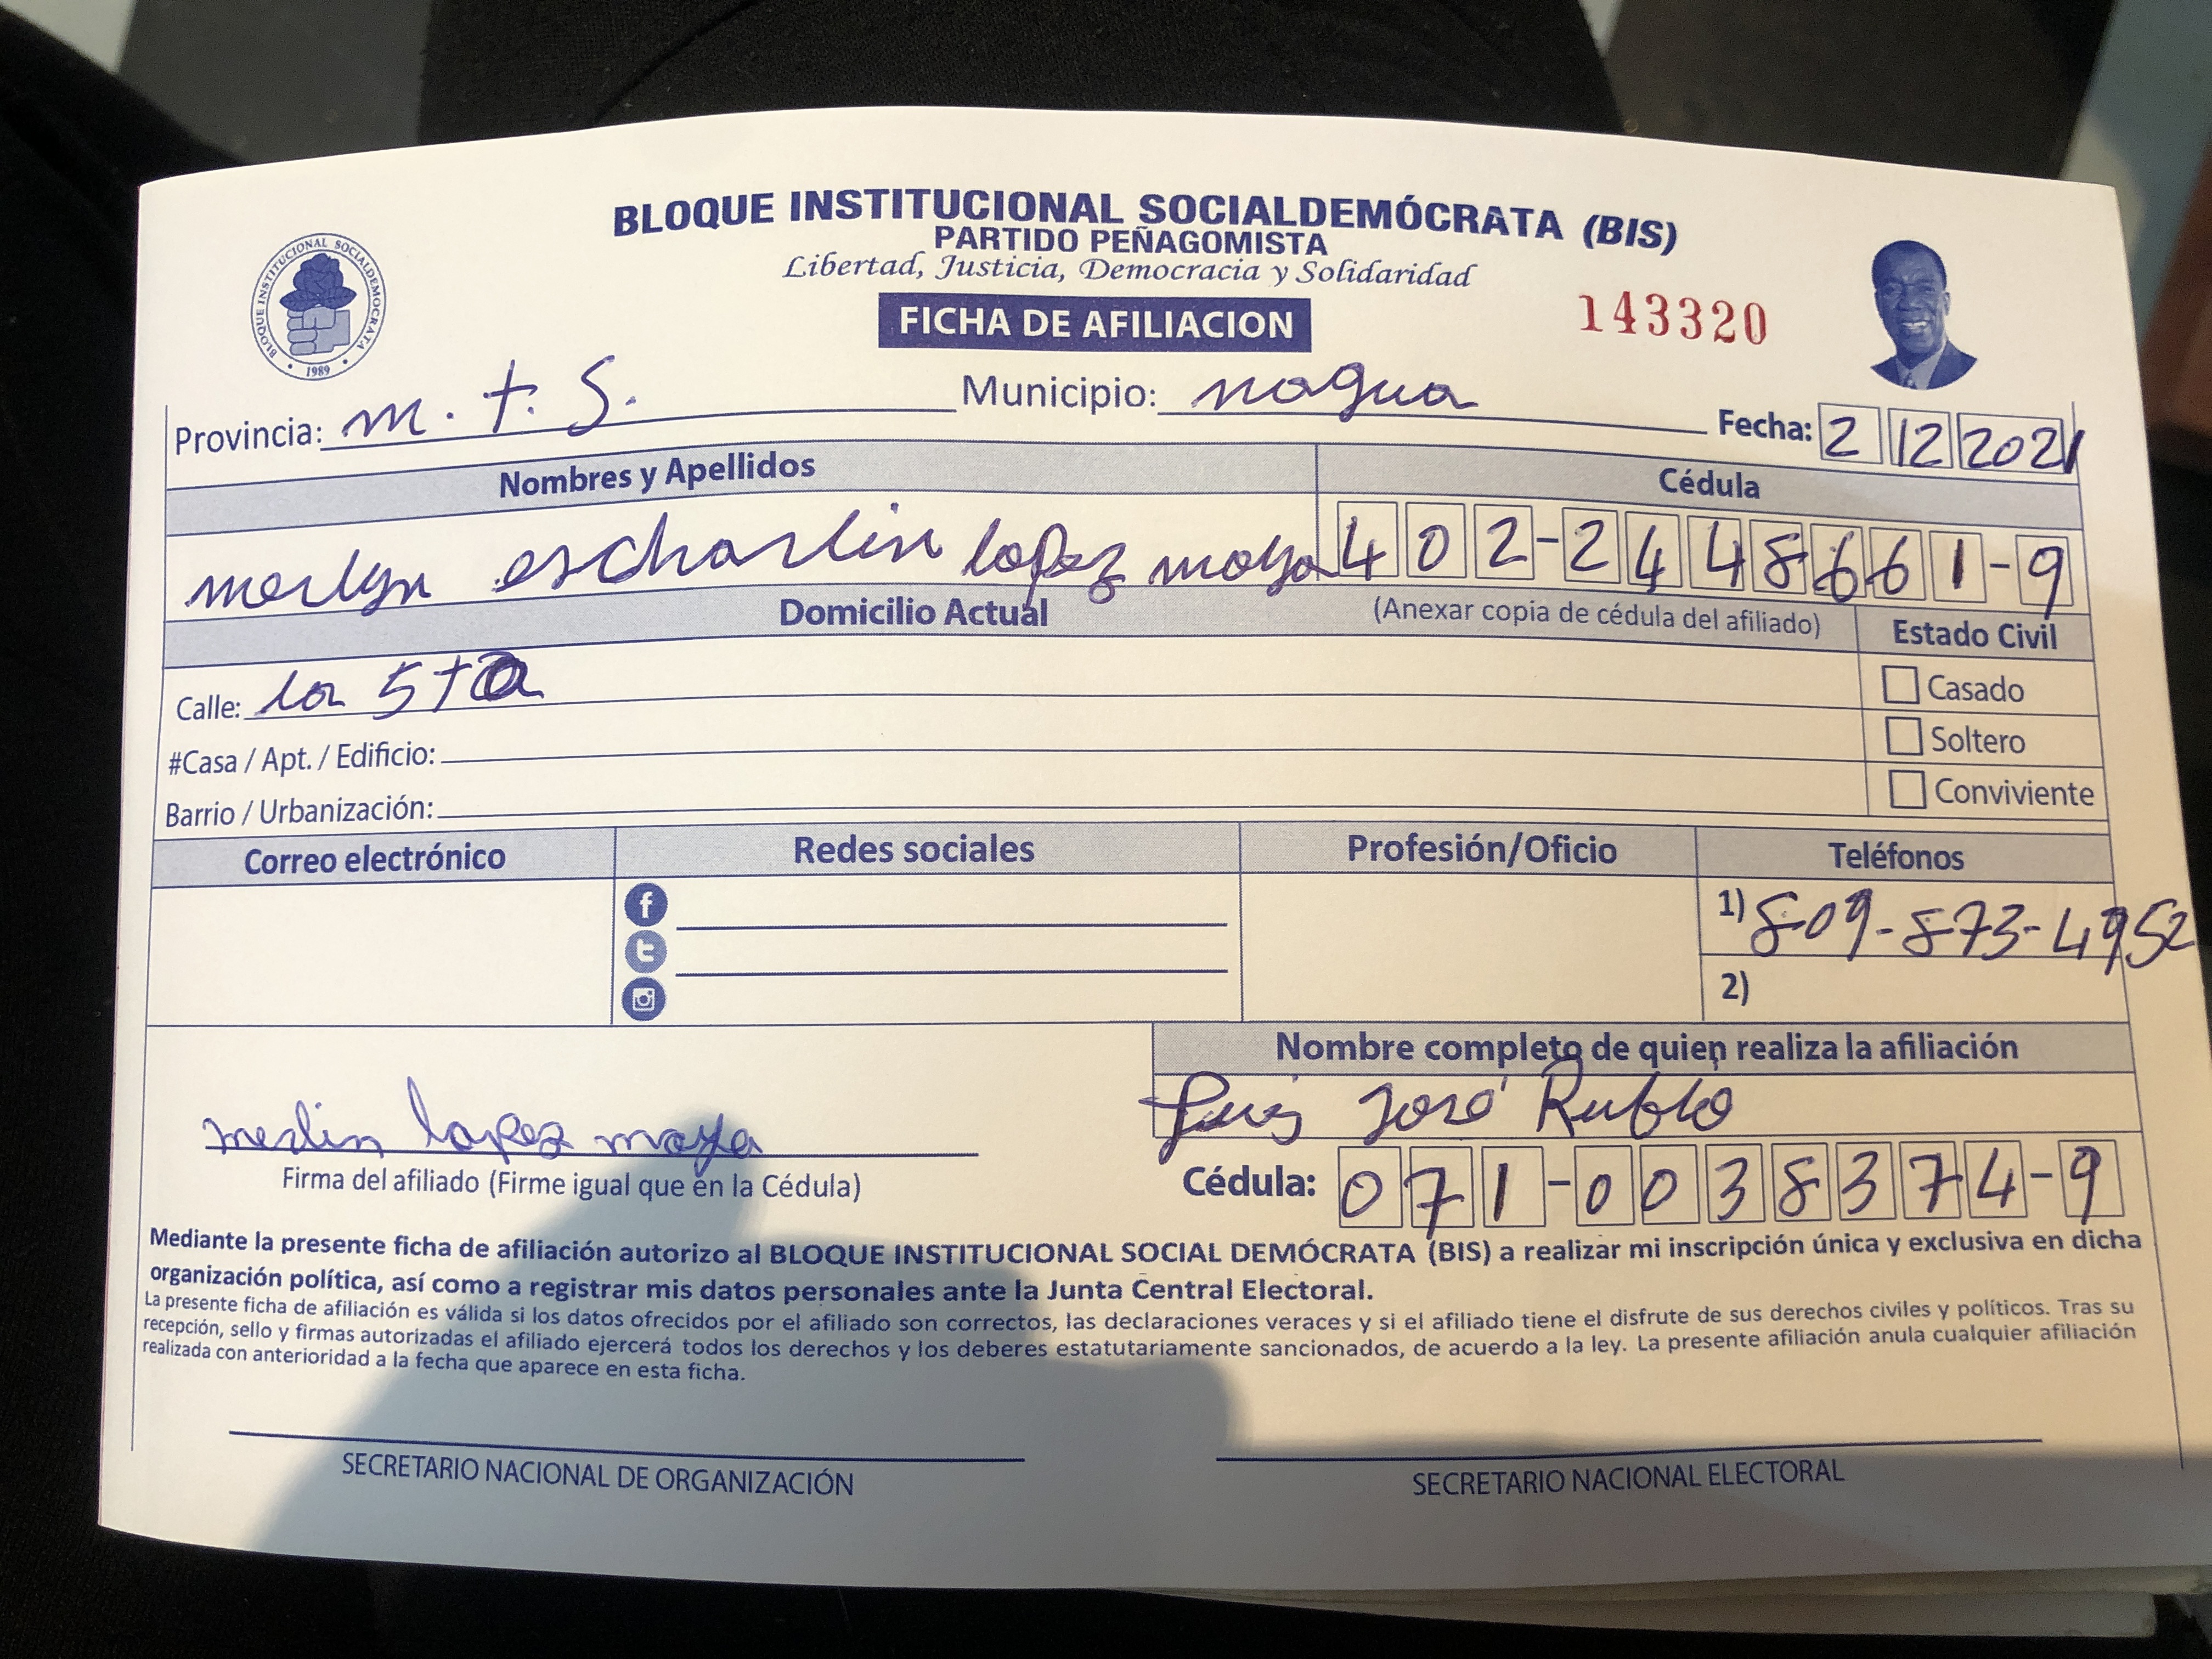 BLOQUE INSTITUCIONAL SOCIALDEMÓCRATA (BIS)
PARTIDO PEÑAGOMISTA
Libertad, Justicia, Democracia y Solidaridad
BLOQUE INSTITUCIONAL SOCIALDEMOCRATA
1989
FICHA DE AFILIACION
143320
Provincia: m. t. S. Municipio: nagua Fecha: 2 12 2021
Nombres y Apellidos Cédula
merlyn escharlin lopez moya 402-2448661-9
Domicilio Actual (Anexar copia de cédula del afiliado) Estado Civil
Calle: la 5ta Casado
#Casa / Apt. / Edificio: Soltero
Barrio / Urbanización: Conviviente
Correo electrónico Redes sociales Profesión/Oficio Teléfonos
1) 809-873-4952
2)
Nombre completo de quien realiza la afiliación
Luis José Rubio
merlin lopez moya
Firma del afiliado (Firme igual que en la Cédula) Cédula: 071-0038374-9
Mediante la presente ficha de afiliación autorizo al BLOQUE INSTITUCIONAL SOCIAL DEMÓCRATA (BIS) a realizar mi inscripción única y exclusiva en dicha
organización política, así como a registrar mis datos personales ante la Junta Central Electoral.
La presente ficha de afiliación es válida si los datos ofrecidos por el afiliado son correctos, las declaraciones veraces y si el afiliado tiene el disfrute de sus derechos civiles y políticos. Tras su
recepción, sello y firmas autorizadas el afiliado ejercerá todos los derechos y los deberes estatutariamente sancionados, de acuerdo a la ley. La presente afiliación anula cualquier afiliación
realizada con anterioridad a la fecha que aparece en esta ficha.
SECRETARIO NACIONAL DE ORGANIZACIÓN SECRETARIO NACIONAL ELECTORAL